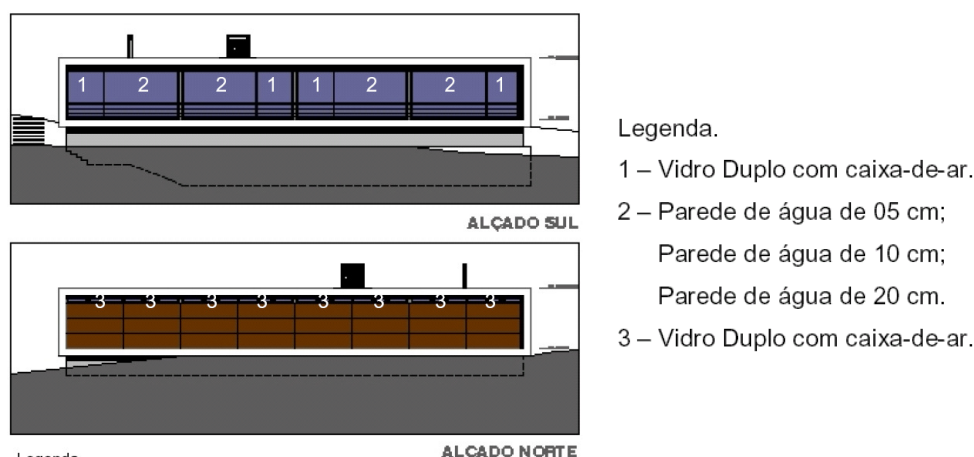 1 2 2 1 1 2 2 1
ALÇADO SUL
3 3 3 3 3 3 3 3
ALÇADO NORTE
Legenda.
1 – Vidro Duplo com caixa-de-ar.
2 – Parede de água de 05 cm;
Parede de água de 10 cm;
Parede de água de 20 cm.
3 – Vidro Duplo com caixa-de-ar.
Legenda